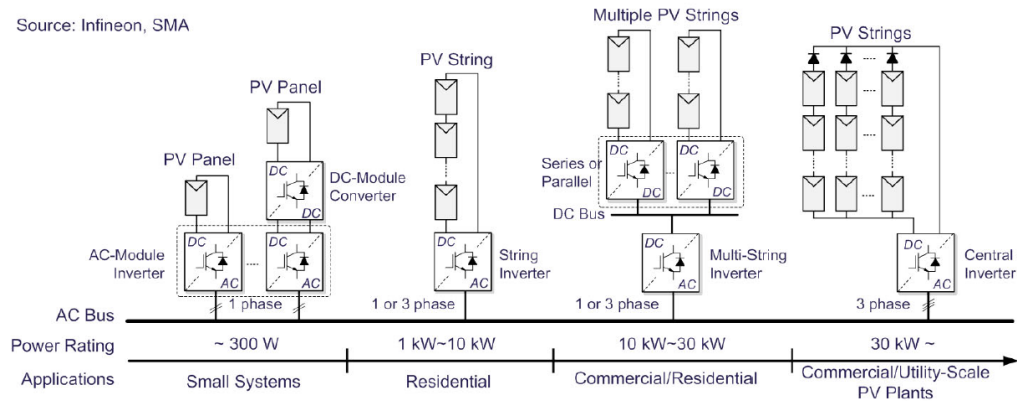 Source: Infineon, SMA
Multiple PV Strings
PV Strings
PV String
PV Panel
PV Panel
DC
DC
DC-Module
Converter
DC
DC
DC
DC
Series or
Parallel
DC Bus
AC-Module
Inverter
DC
AC
DC
AC
DC
AC
String
Inverter
DC
AC
Multi-String
Inverter
DC
AC
Central
Inverter
1 phase
1 or 3 phase
1 or 3 phase
3 phase
AC Bus
Power Rating
~ 300 W
1 kW~10 kW
10 kW~30 kW
30 kW ~
Applications
Small Systems
Residential
Commercial/Residential
Commercial/Utility-Scale
PV Plants